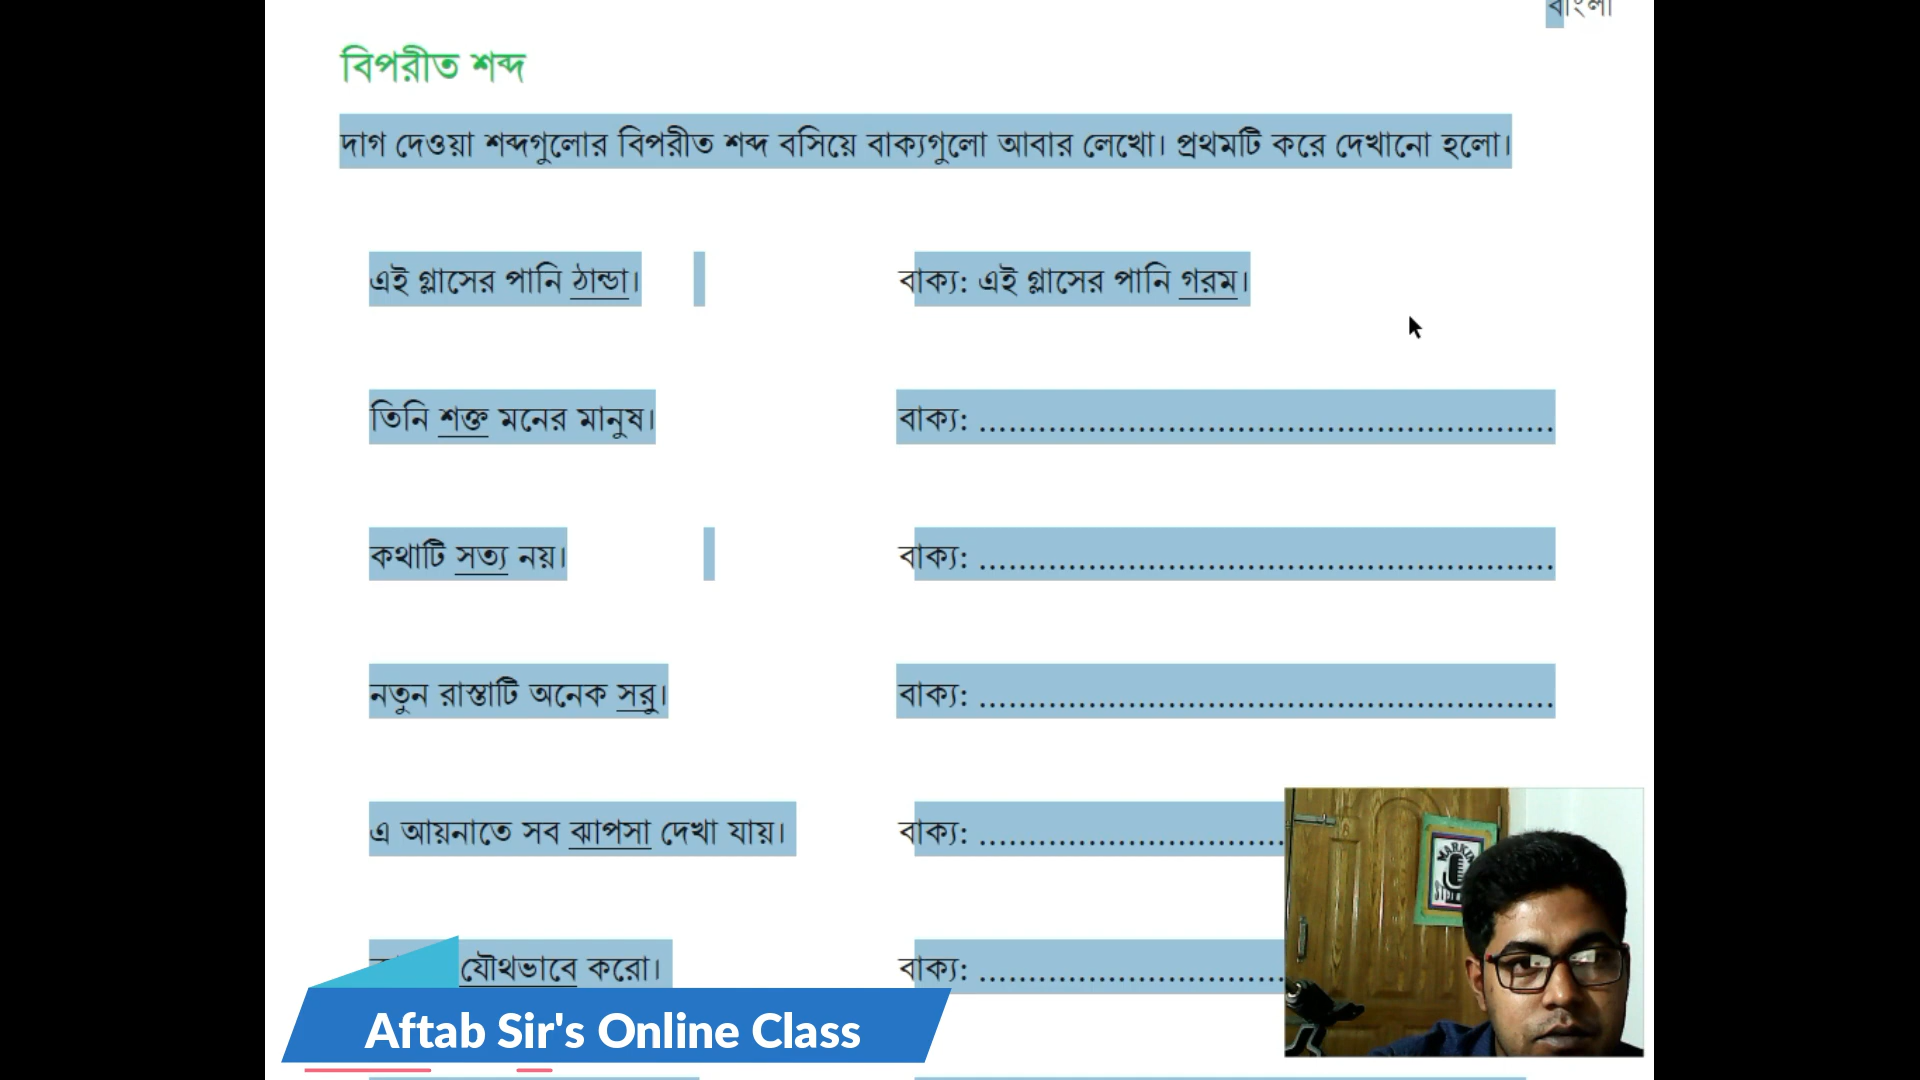 বাংলা
বিপরীত শব্দ
দাগ দেওয়া শব্দগুলোর বিপরীত শব্দ বসিয়ে বাক্যগুলো আবার লেখো। প্রথমটি করে দেখানো হলো।
এই গ্লাসের পানি ঠান্ডা। বাক্য: এই গ্লাসের পানি গরম।
তিনি শক্ত মনের মানুষ। বাক্য: ..........................................................
কথাটি সত্য নয়। বাক্য: ..........................................................
নতুন রাস্তাটি অনেক সরু। বাক্য: ..........................................................
এ আয়নাতে সব ঝাপসা দেখা যায়। বাক্য: ...............................
যৌথভাবে করো। বাক্য: ...............................
Aftab Sir's Online Class